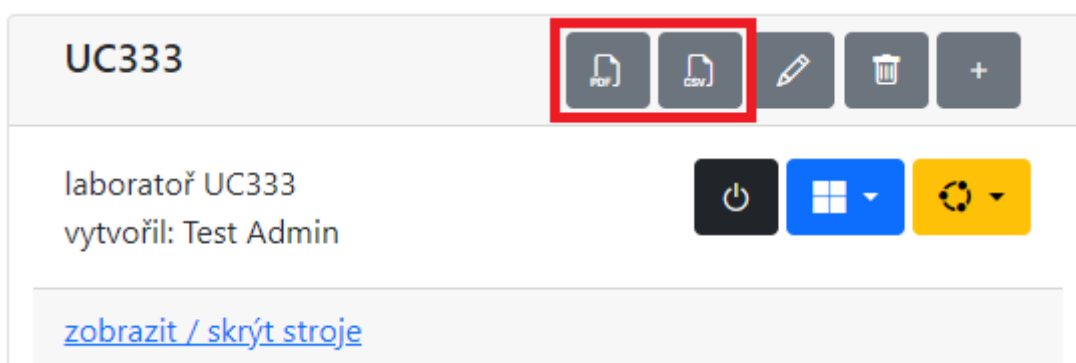 UC333
PDF CSV +
laboratoř UC333
vytvořil: Test Admin
zobrazit / skrýt stroje